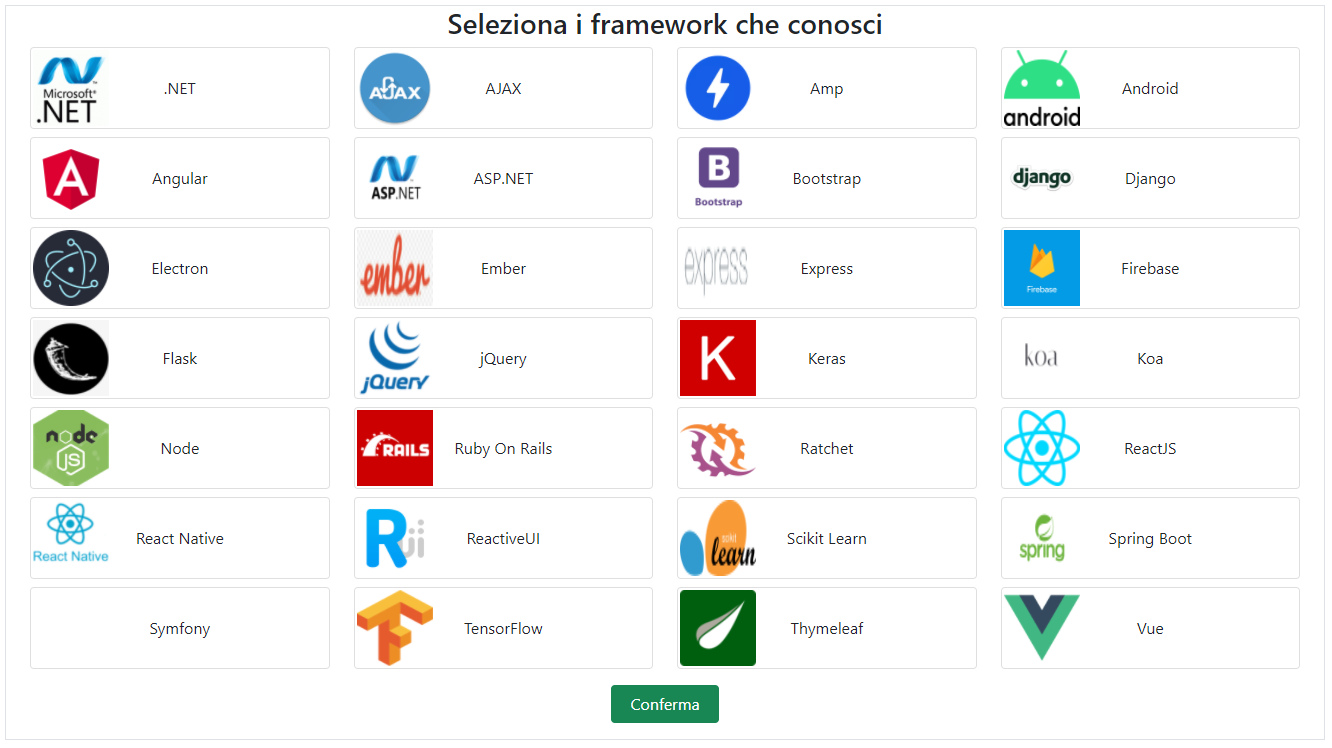 Seleziona i framework che conosci
Microsoft®
.NET
.NET
AJAX
AJAX
Amp
android
Android
Angular
ASP.NET
ASP.NET
B
Bootstrap
Bootstrap
django
Django
Electron
ember
Ember
express
Express
Firebase
Firebase
Flask
jQuery
jQuery
K
Keras
koa
Koa
node
JS
Node
RAILS
Ruby On Rails
Ratchet
ReactJS
React Native
React Native
Rui
ReactiveUI
scikit
learn
Scikit Learn
spring
Spring Boot
Symfony
TensorFlow
Thymeleaf
Vue
Conferma